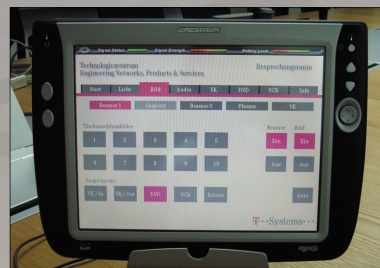 CRESTRON
Signal Status Signal Strength Battery Level
Technologiezentrum Besprechungsraum
Engineering Networks, Products & Services
Start Licht Bild Audio VK DVD VCR Info
Beamer 1 Gesperrt Beamer 2 Plasma VK
Tischanschlussfelder Beamer Bild
1 2 3 4 5 Ein Ein
6 7 8 9 10 Aus Aus
Zuspielgeräte
VK / In VK / Out DVD VCR Extern
T · · Systems · · ·